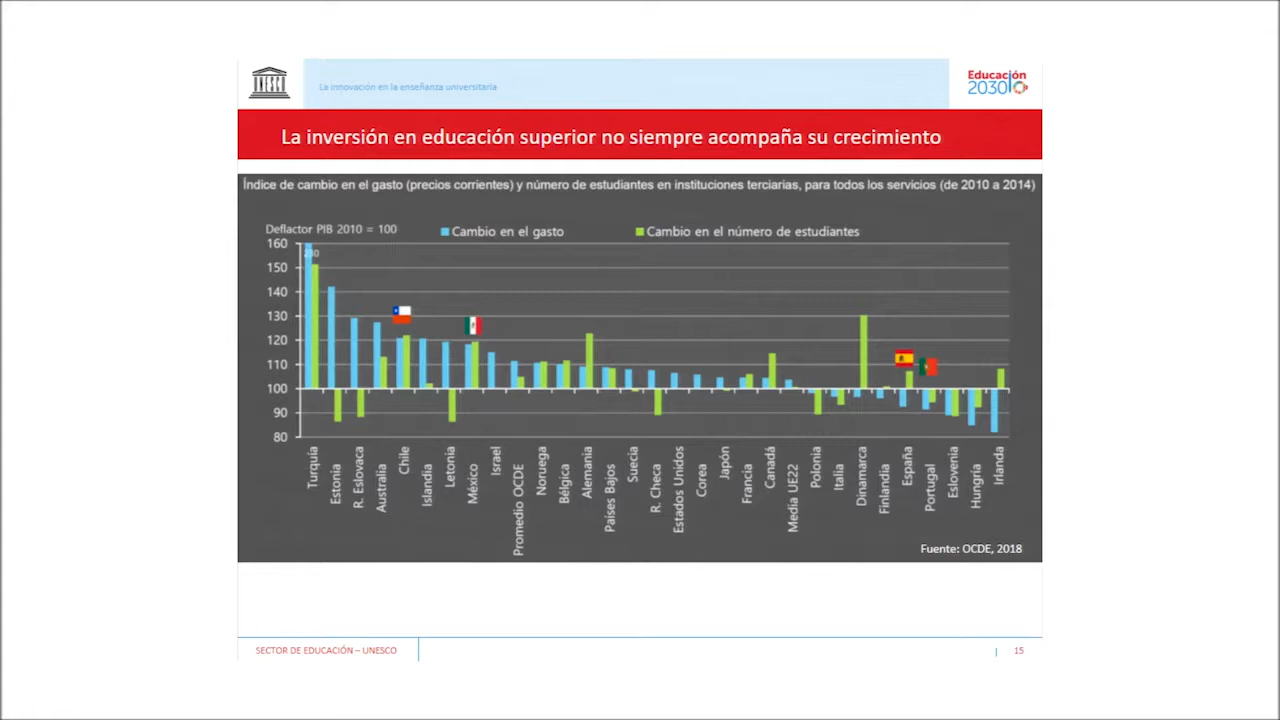 UNESCO
La innovación en la enseñanza universitaria
Educación
2030
La inversión en educación superior no siempre acompaña su crecimiento
Índice de cambio en el gasto (precios corrientes) y número de estudiantes en instituciones terciarias, para todos los servicios (de 2010 a 2014)
Deflactor PIB 2010 = 100
Cambio en el gasto
Cambio en el número de estudiantes
160
150
140
130
120
110
100
90
80
Turquía
Estonia
R. Eslovaca
Australia
Chile
Islandia
Letonia
México
Israel
Promedio OCDE
Noruega
Bélgica
Alemania
Países Bajos
Suecia
R. Checa
Estados Unidos
Corea
Japón
Francia
Canadá
Media UE22
Polonia
Italia
Dinamarca
Finlandia
España
Portugal
Eslovenia
Hungría
Irlanda
Fuente: OCDE, 2018
SECTOR DE EDUCACIÓN – UNESCO
| 15